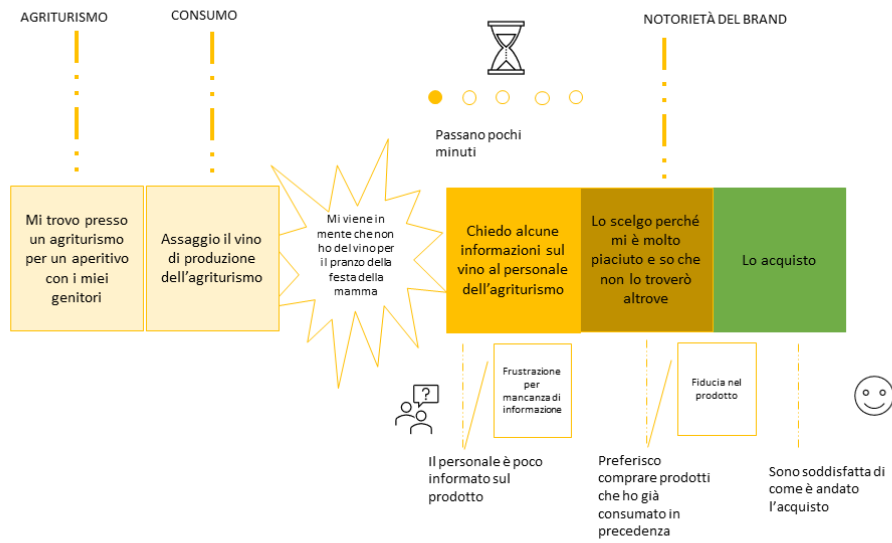 AGRITURISMO
CONSUMO
NOTORIETÀ DEL BRAND
Passano pochi
minuti
Mi trovo presso
un agriturismo
per un aperitivo
con i miei
genitori
Assaggio il vino
di produzione
dell'agriturismo
Mi viene in
mente che non
ho del vino per
il pranzo della
festa della
mamma
Chiedo alcune
informazioni sul
vino al personale
dell'agriturismo
Lo scelgo perché
mi è molto
piaciuto e so che
non lo troverò
altrove
Lo acquisto
?
Frustrazione
per
mancanza di
informazione
Fiducia nel
prodotto
Il personale è poco
informato sul
prodotto
Preferisco
comprare prodotti
che ho già
consumato in
precedenza
Sono soddisfatta di
come è andato
l'acquisto